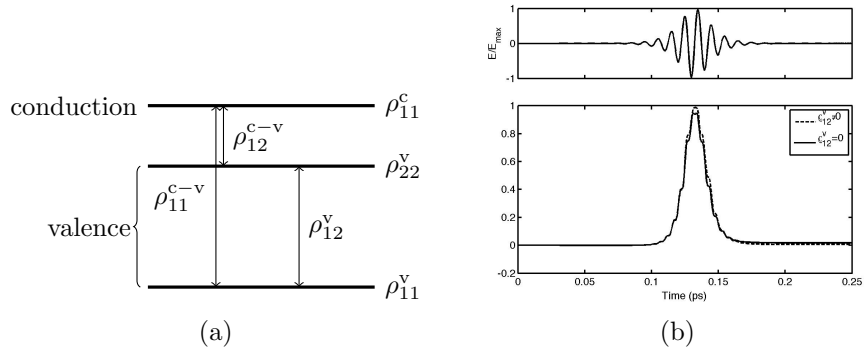 conduction
ρ^c_11
ρ^{c−v}_12
ρ^v_22
ρ^{c−v}_11
valence
ρ^v_12
ρ^v_11
(a)
E/E_max
1
0
-1
1
0.8
0.6
0.4
0.2
0
-0.2
ϵ^v_12≠0
ϵ^v_12=0
0 0.05 0.1 0.15 0.2 0.25
Time (ps)
(b)